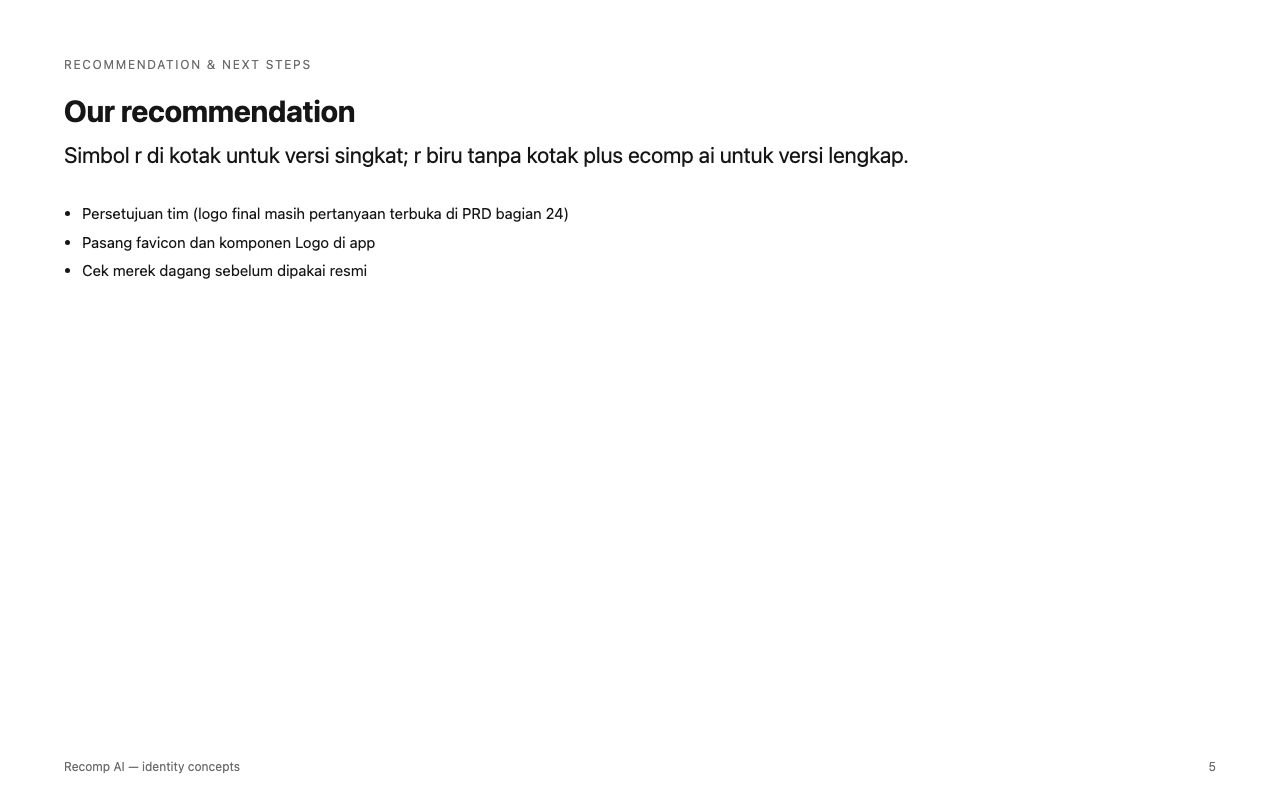 RECOMMENDATION & NEXT STEPS
Our recommendation
Simbol r di kotak untuk versi singkat; r biru tanpa kotak plus ecomp ai untuk versi lengkap.
• Persetujuan tim (logo final masih pertanyaan terbuka di PRD bagian 24)
• Pasang favicon dan komponen Logo di app
• Cek merek dagang sebelum dipakai resmi
Recomp AI — identity concepts
5